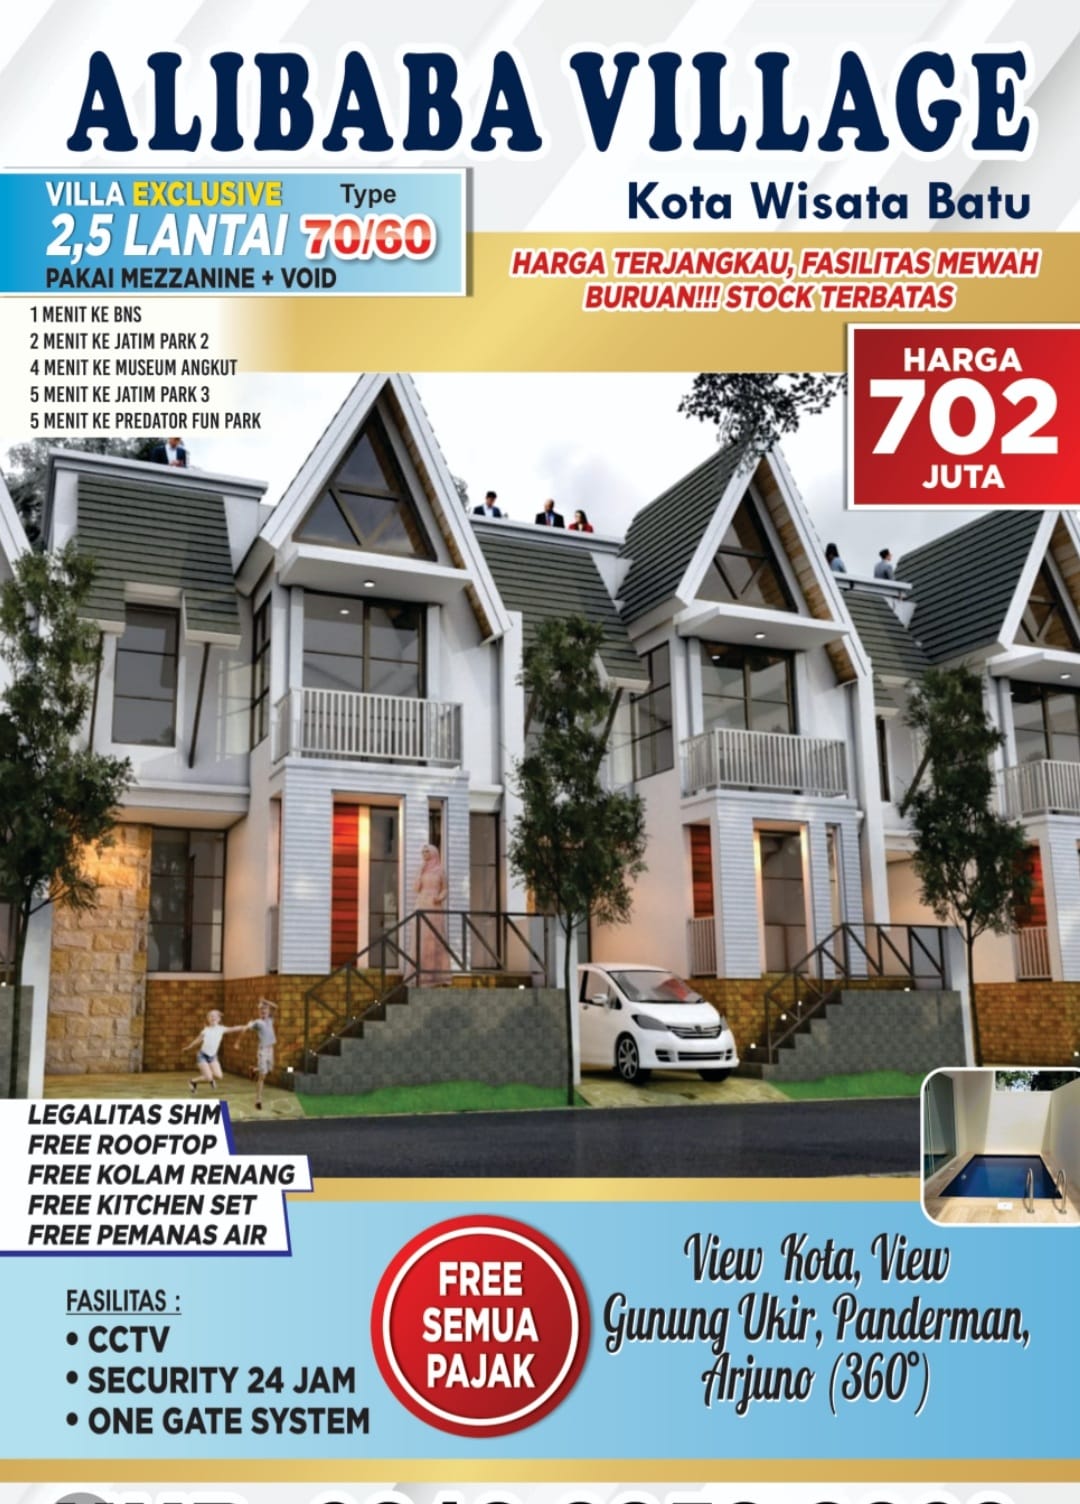 ALIBABA VILLAGE
Kota Wisata Batu
VILLA EXCLUSIVE
2,5 LANTAI
PAKAI MEZZANINE + VOID
Type
70/60
HARGA TERJANGKAU, FASILITAS MEWAH
BURUAN!!! STOCK TERBATAS
1 MENIT KE BNS
2 MENIT KE JATIM PARK 2
4 MENIT KE MUSEUM ANGKUT
5 MENIT KE JATIM PARK 3
5 MENIT KE PREDATOR FUN PARK
HARGA
702
JUTA
LEGALITAS SHM
FREE ROOFTOP
FREE KOLAM RENANG
FREE KITCHEN SET
FREE PEMANAS AIR
FASILITAS :
• CCTV
• SECURITY 24 JAM
• ONE GATE SYSTEM
FREE
SEMUA
PAJAK
View Kota, View
Gunung Ukir, Panderman,
Arjuno (360°)